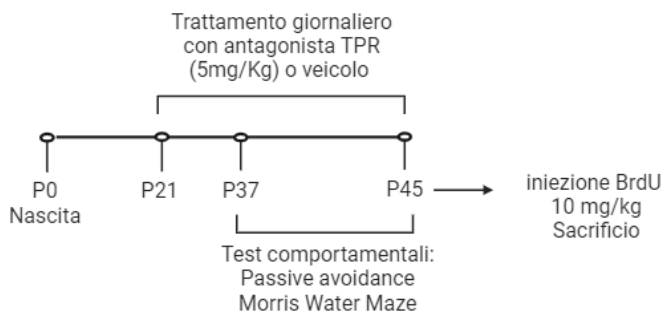 Trattamento giornaliero
con antagonista TPR
(5mg/Kg) o veicolo
P0
Nascita
P21
P37
P45
iniezione BrdU
10 mg/kg
Sacrificio
Test comportamentali:
Passive avoidance
Morris Water Maze